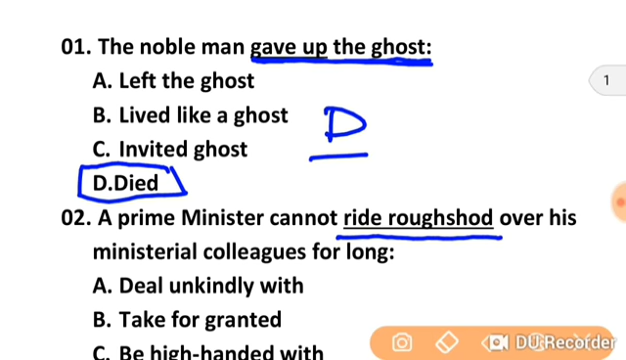 01. The noble man gave up the ghost:
A. Left the ghost
B. Lived like a ghost
D
C. Invited ghost
D.Died
02. A prime Minister cannot ride roughshod over his
ministerial colleagues for long:
A. Deal unkindly with
B. Take for granted
C. Be high-handed with
1
DU Recorder